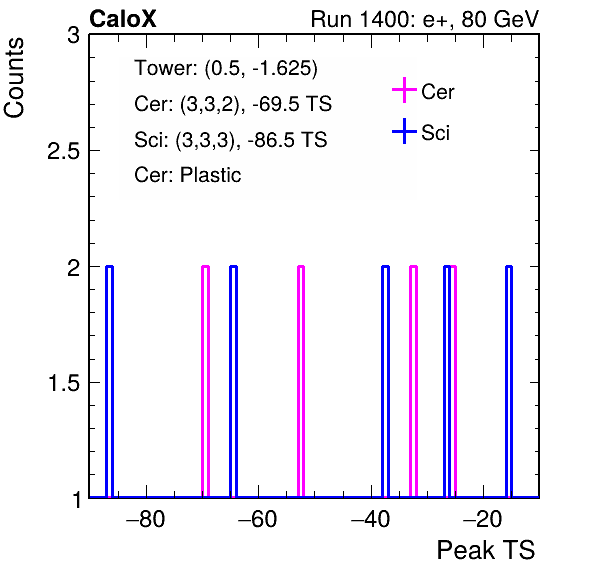 CaloX Run 1400: e+, 80 GeV
Counts
3
2.5
2
1.5
1
Tower: (0.5, -1.625)
Cer: (3,3,2), -69.5 TS
Sci: (3,3,3), -86.5 TS
Cer: Plastic
Cer
Sci
−80 −60 −40 −20
Peak TS